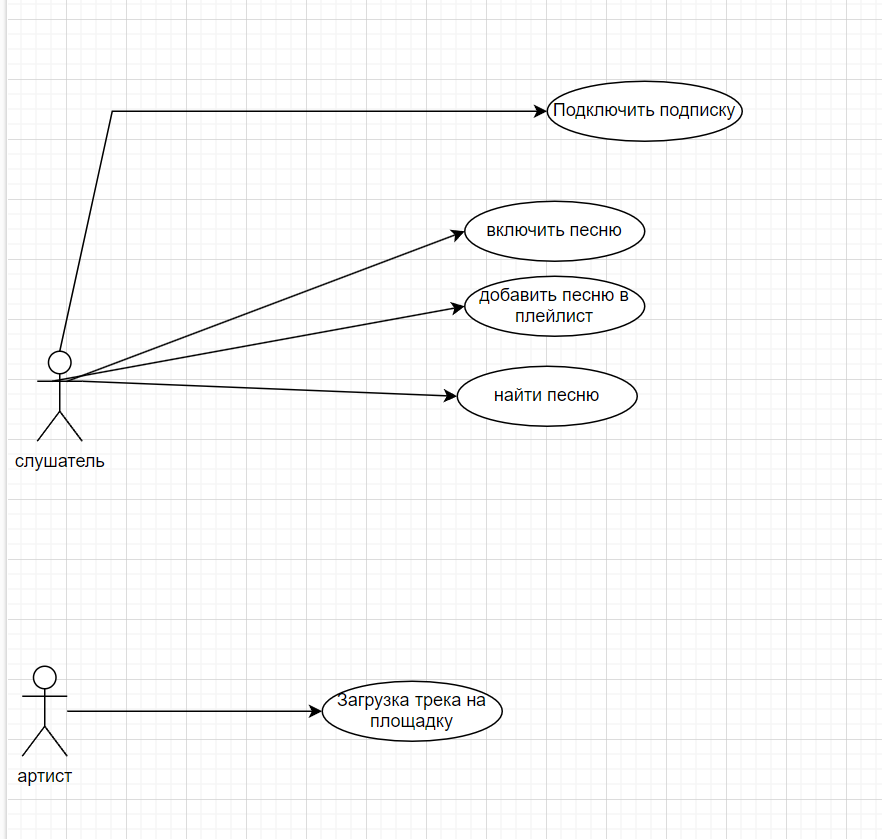 Подключить подписку
включить песню
добавить песню в
плейлист
найти песню
слушатель
Загрузка трека на
площадку
артист